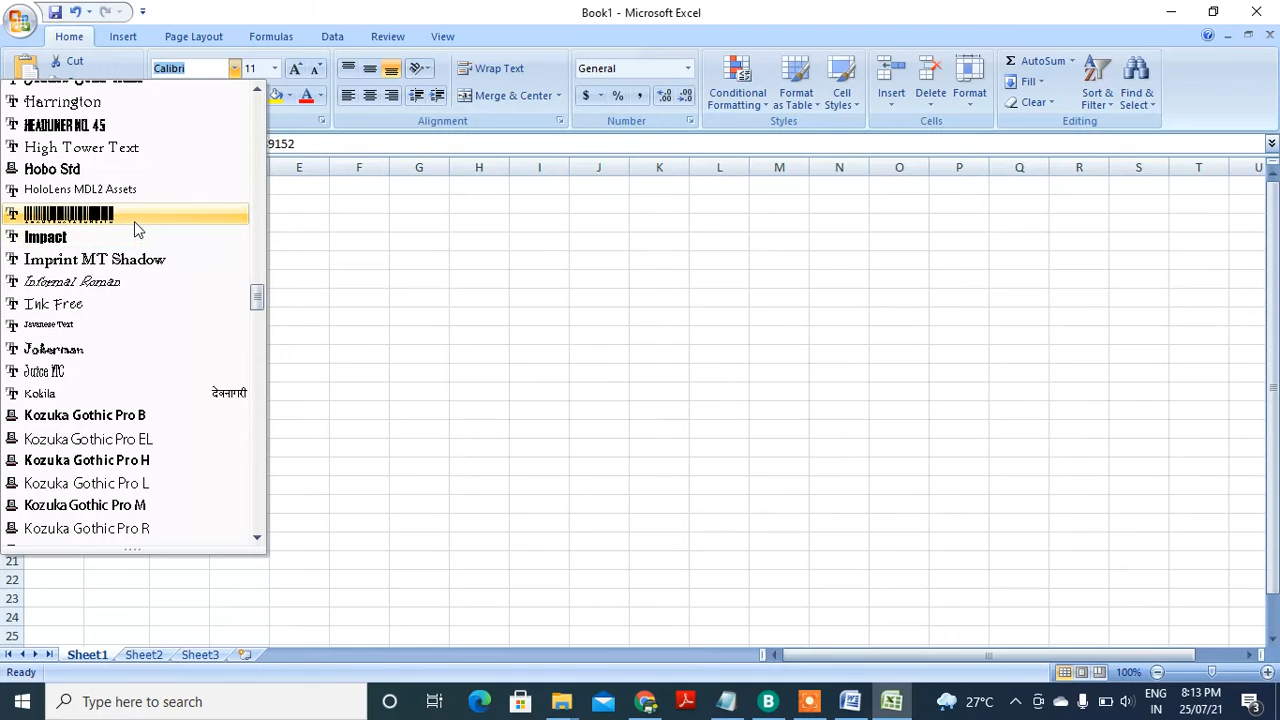 Book1 - Microsoft Excel
Home Insert Page Layout Formulas Data Review View
Cut
Calibri 11
Wrap Text
General
Merge & Center
$ % ,
Conditional Formatting
Format as Table
Cell Styles
Insert
Delete
Format
AutoSum
Fill
Clear
Sort & Filter
Find & Select
Alignment
Number
Styles
Cells
Editing
9152
E F G H I J K L M N O P Q R S T U
Harrington
HEADLINER NO. 45
High Tower Text
Hobo Std
HoloLens MDL2 Assets
Impact
Imprint MT Shadow
Informal Roman
Ink Free
Javanese Text
Jokerman
Juice ITC
Kokila देवनागरी
Kozuka Gothic Pro B
Kozuka Gothic Pro EL
Kozuka Gothic Pro H
Kozuka Gothic Pro L
Kozuka Gothic Pro M
Kozuka Gothic Pro R
21
22
23
24
25
Sheet1 Sheet2 Sheet3
Ready
100%
Type here to search
27°C
ENG
IN
8:13 PM
25/07/21
3